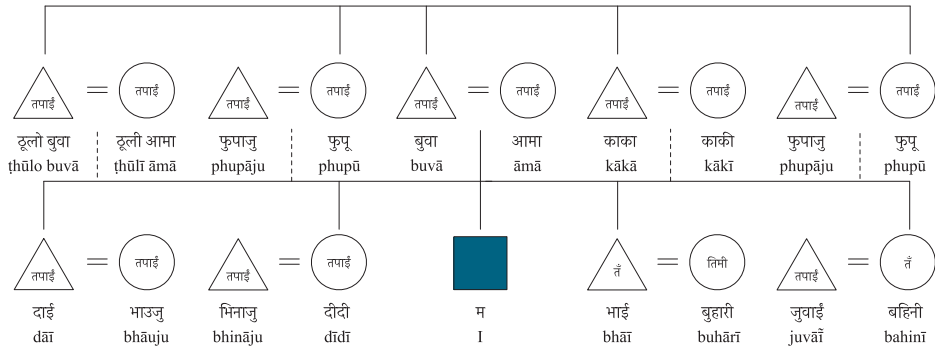 तपाईं तपाईं तपाईं तपाईं तपाईं तपाईं तपाईं तपाईं तपाईं तपाईं
ठूलो बुवा ठूली आमा फुपाजु फुपू बुवा आमा काका काकी फुपाजु फुपू
ṭhūlo buvā ṭhūlī āmā phupāju phupū buvā āmā kākā kākī phupāju phupū
तपाईं तपाईं तपाईं तपाईं तँ तिमी तपाईं तँ
दाई भाउजु भिनाजु दीदी म भाई बुहारी जुवाईं बहिनी
dāī bhāuju bhināju dīdī I bhāī buhārī juvāī̃ bahinī